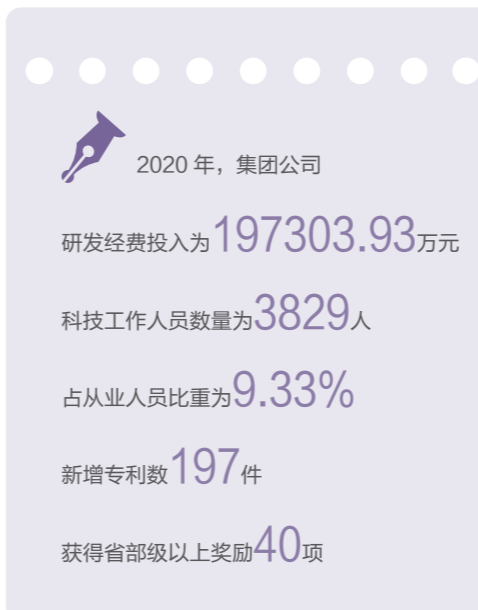 2020 年，集团公司
研发经费投入为197303.93万元
科技工作人员数量为3829人
占从业人员比重为9.33%
新增专利数197件
获得省部级以上奖励40项